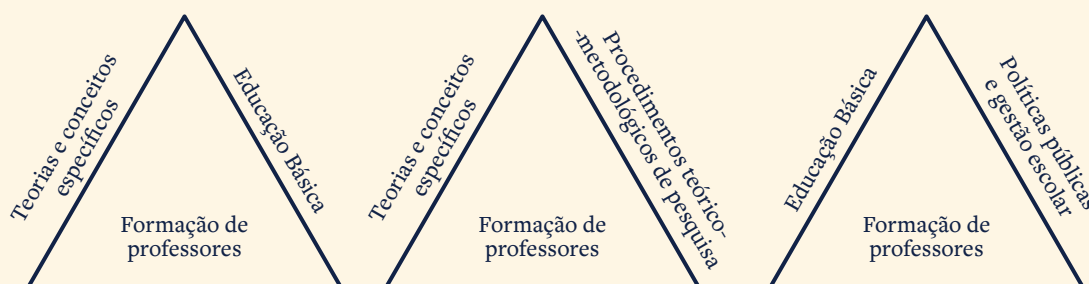 Teorias e conceitos
específicos
Educação Básica
Formação de
professores
Teorias e conceitos
específicos
Procedimentos teórico-
-metodológicos de pesquisa
Formação de
professores
Educação Básica
Políticas públicas
e gestão escolar
Formação de
professores